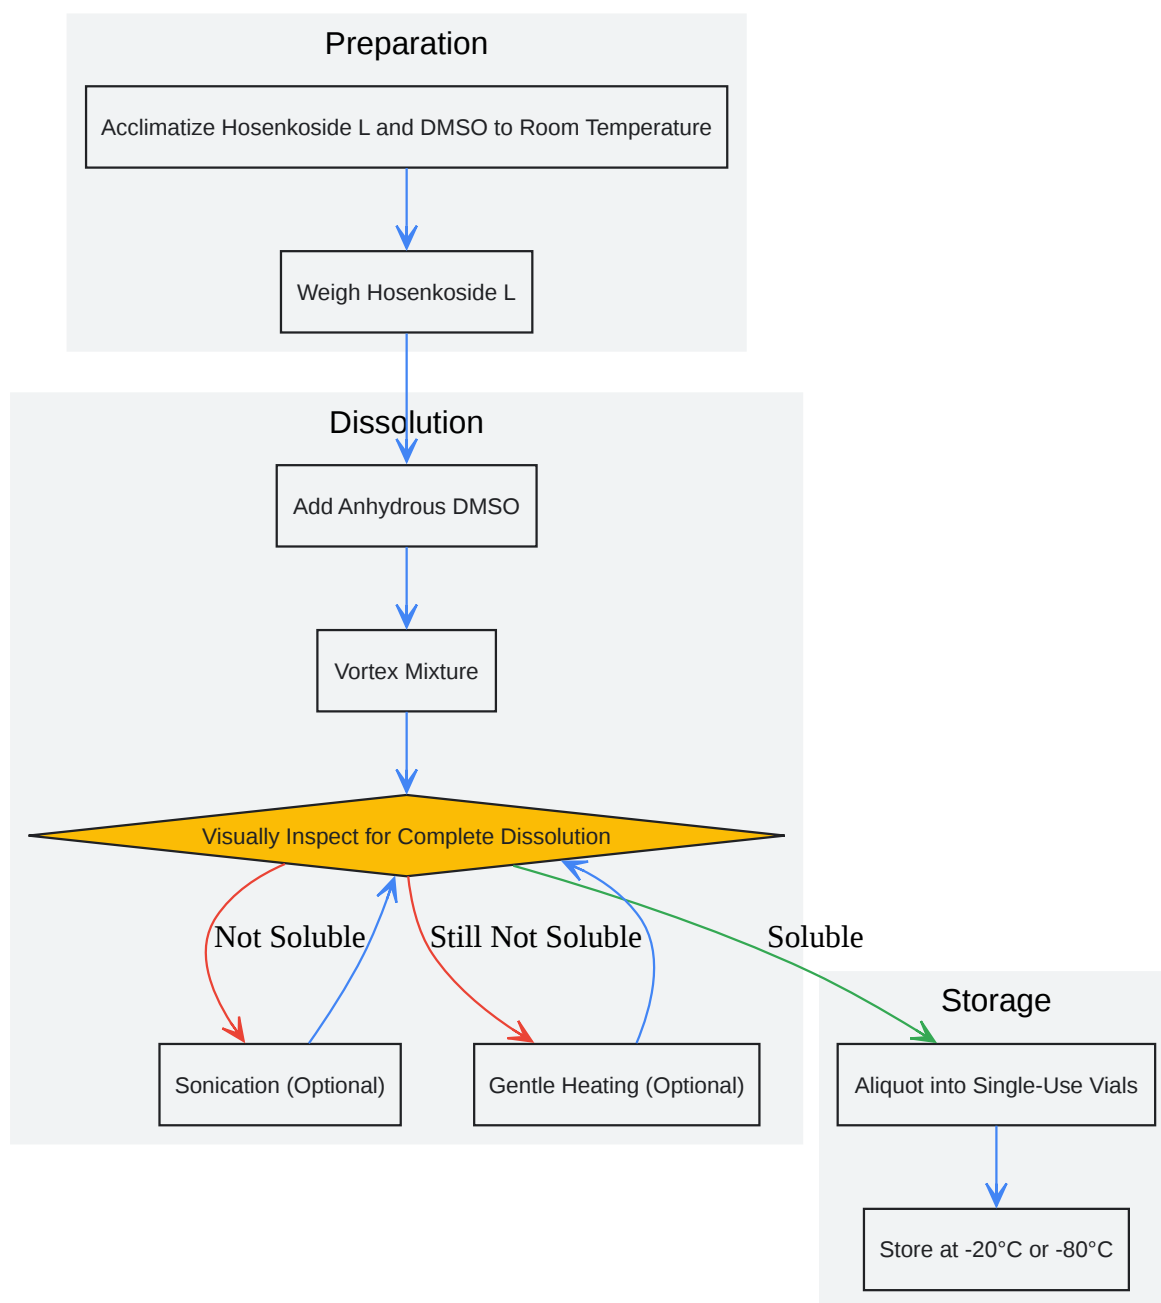 Preparation
Acclimatize Hosenkoside L and DMSO to Room Temperature
Weigh Hosenkoside L
Dissolution
Add Anhydrous DMSO
Vortex Mixture
Visually Inspect for Complete Dissolution
Not Soluble
Still Not Soluble
Soluble
Sonication (Optional)
Gentle Heating (Optional)
Storage
Aliquot into Single-Use Vials
Store at -20°C or -80°C